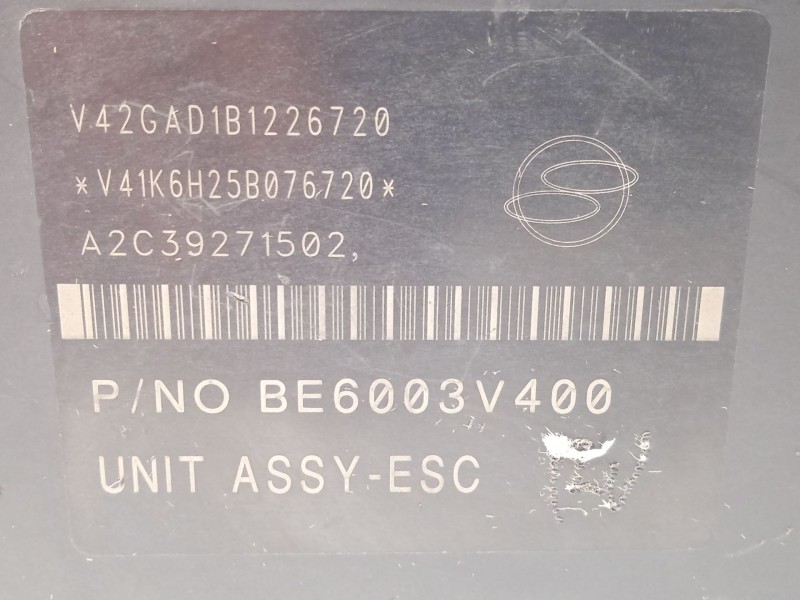 V42GAD1B1226720
*V41K6H25B076720*
A2C39271502,
P/NO BE6003V400
UNIT ASSY-ESC